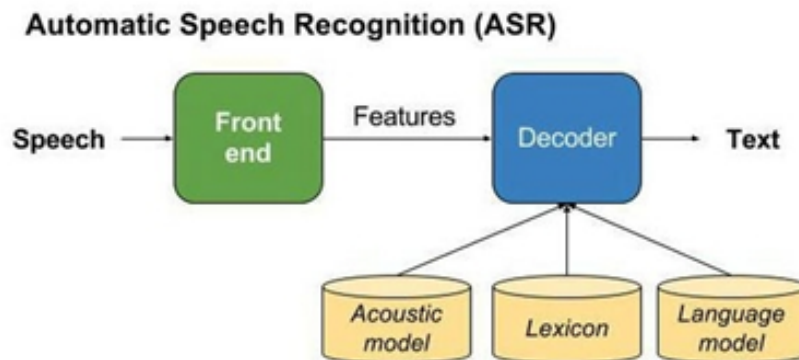 Automatic Speech Recognition (ASR)
Speech
Front
end
Features
Decoder
Text
Acoustic
model
Lexicon
Language
model